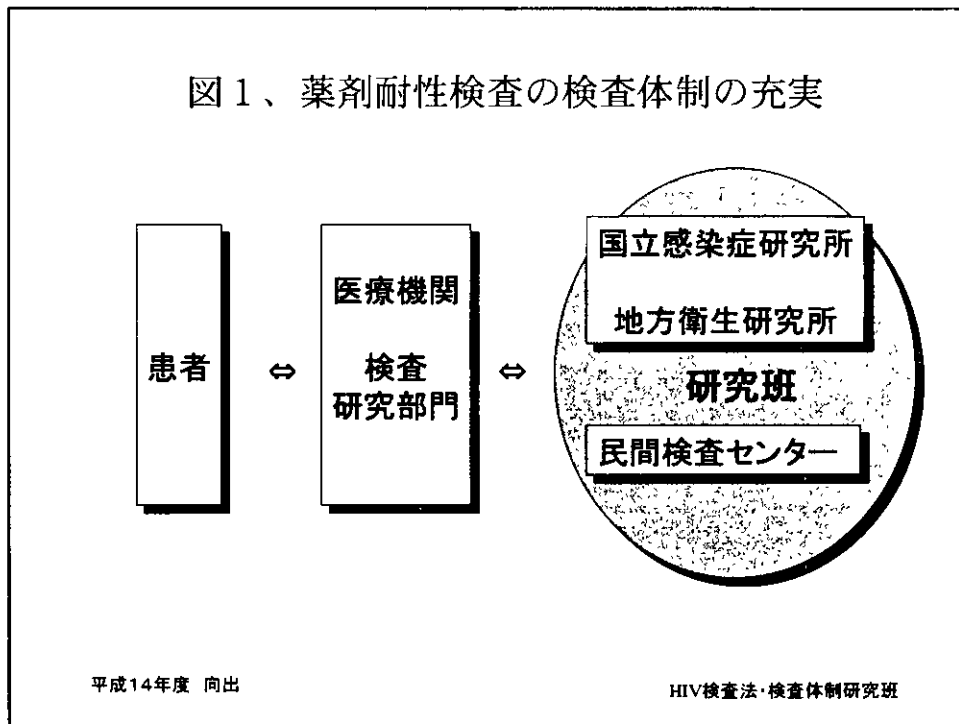 図１、薬剤耐性検査の検査体制の充実
患者
⇔
医療機関
検査
研究部門
⇔
国立感染症研究所
地方衛生研究所
研究班
民間検査センター
平成14年度 向出
HIV検査法・検査体制研究班